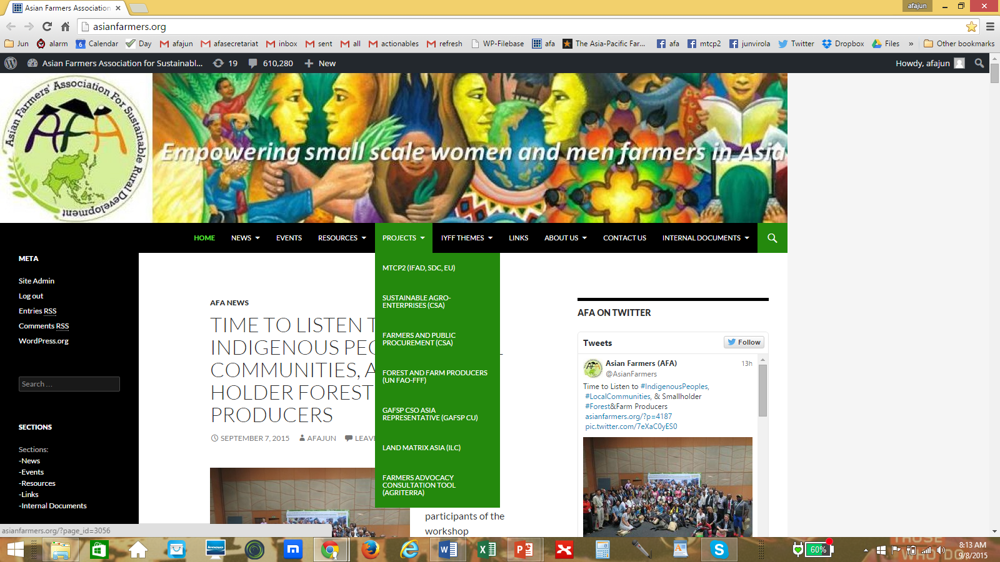 Asian Farmers Association
afajun
asianfarmers.org
Jun
alarm
Calendar
Day
afajun
afasecretariat
inbox
sent
all
actionables
refresh
WP-Filebase
afa
The Asia-Pacific Far...
afa
mtcp2
junvirola
Twitter
Dropbox
Files
»
Other bookmarks
Asian Farmers Association for Sustainabl...
19
610,280
New
Howdy, afajun
Asian Farmers' Association For Sustainable Rural Development
AFA
Empowering small scale women and men farmers in Asia
HOME
NEWS
EVENTS
RESOURCES
PROJECTS
IYFF THEMES
LINKS
ABOUT US
CONTACT US
INTERNAL DOCUMENTS
META
Site Admin
Log out
Entries RSS
Comments RSS
WordPress.org
Search ...
SECTIONS
Sections:
-News
-Events
-Resources
-Links
-Internal Documents
MTCP2 (IFAD, SDC, EU)
SUSTAINABLE AGRO-
ENTERPRISES (CSA)
FARMERS AND PUBLIC
PROCUREMENT (CSA)
FOREST AND FARM PRODUCERS
(UN FAO-FFF)
GAFSP CSO ASIA
REPRESENTATIVE (GAFSP CU)
LAND MATRIX ASIA (ILC)
FARMERS ADVOCACY
CONSULTATION TOOL
(AGRITERRA)
AFA NEWS
TIME TO LISTEN T
INDIGENOUS PEO
COMMUNITIES, A
HOLDER FOREST
PRODUCERS
SEPTEMBER 7, 2015
AFAJUN
LEAV
participants of the
workshop
AFA ON TWITTER
Tweets
Follow
Asian Farmers (AFA)
13h
@AsianFarmers
Time to Listen to #IndigenousPeoples,
#LocalCommunities, & Smallholder
#Forest&Farm Producers
asianfarmers.org/?p=4187
pic.twitter.com/7eXaC0yES0
asianfarmers.org/?page_id=3056
lenovo
60%
THOSE
WHO DO
8:13 AM
9/8/2015